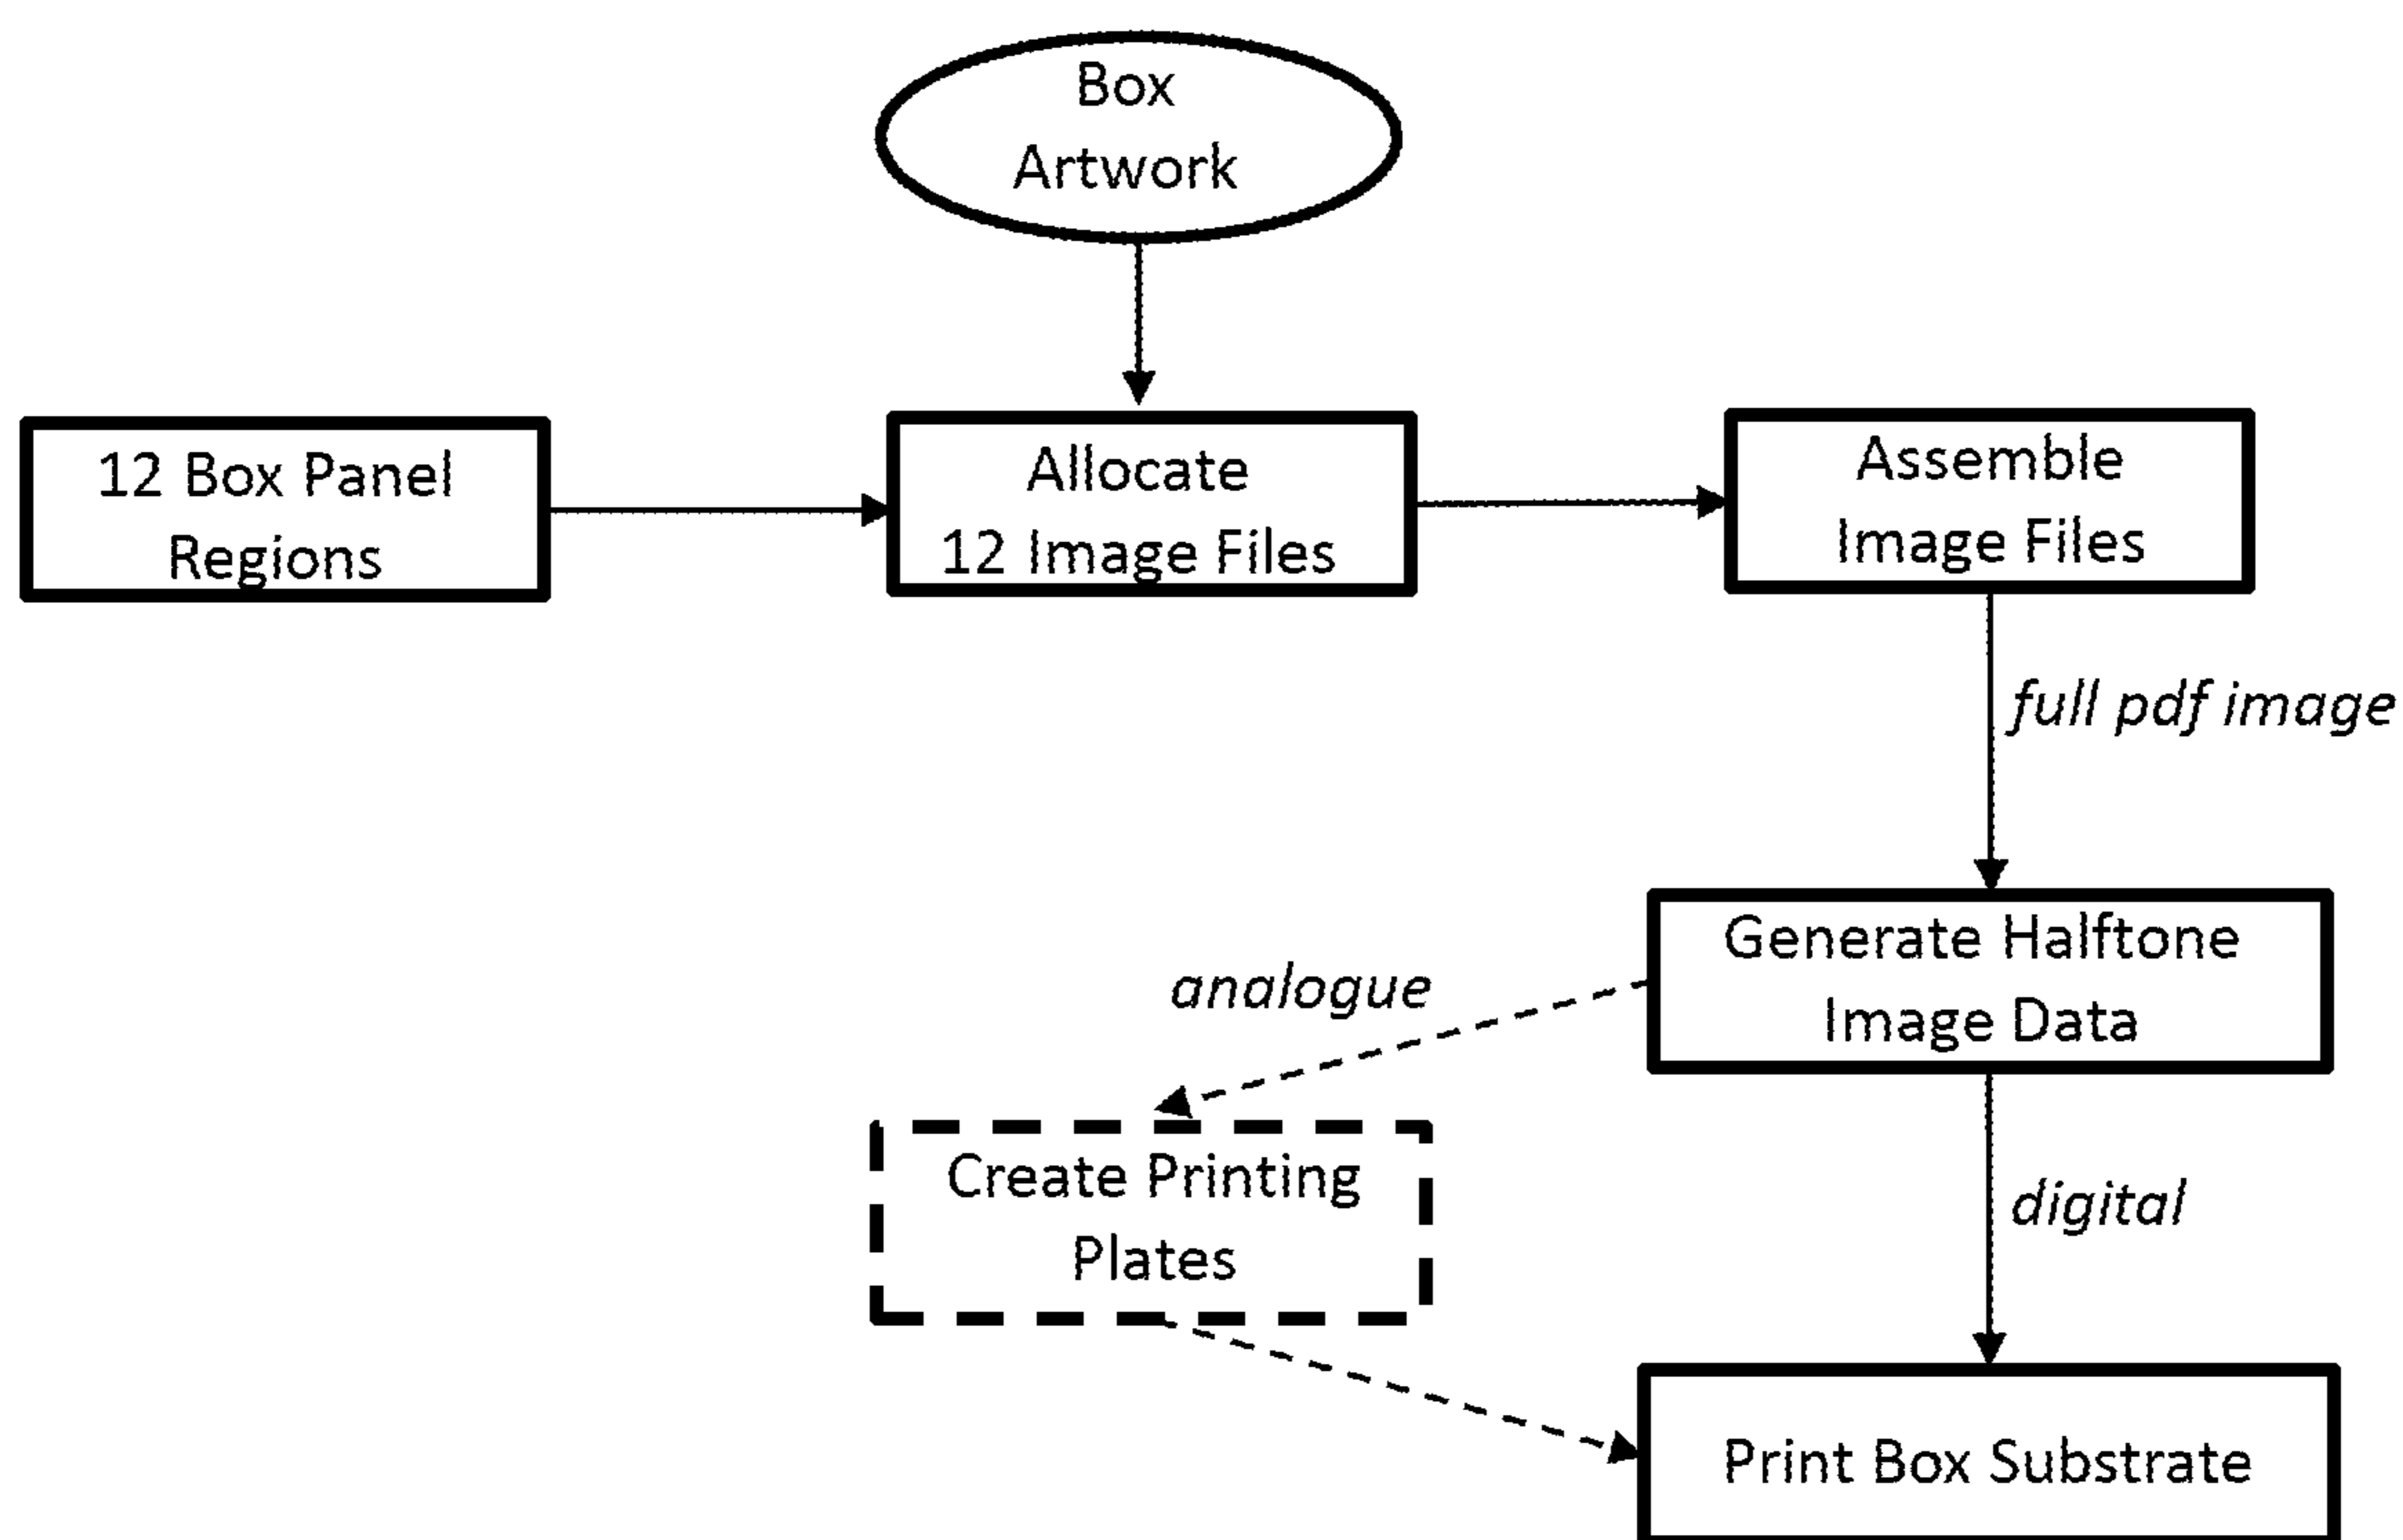 Box
Artwork
12 Box Panel
Regions
Allocate
12 Image Files
Assemble
Image Files
full pdf image
Generate Halftone
Image Data
analogue
Create Printing
Plates
digital
Print Box Substrate